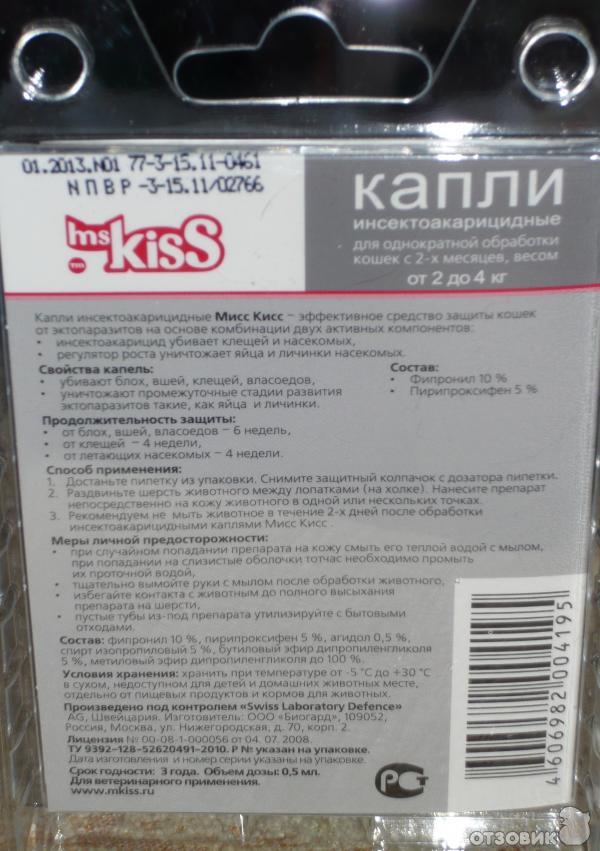 01.2013.N01 77-3-15.11-0461
NПВР -3-15.11/02766
ms
KisS
TM
капли
инсектоакарицидные
для однократной обработки
кошек с 2-х месяцев, весом
от 2 до 4 кг
Капли инсектоакарицидные Мисс Кисс – эффективное средство защиты кошек
от эктопаразитов на основе комбинации двух активных компонентов:
• инсектоакарицид убивает клещей и насекомых,
• регулятор роста уничтожает яйца и личинки насекомых.
Свойства капель:
• убивают блох, вшей, клещей, власоедов,
• уничтожают промежуточные стадии развития
эктопозитов такие, как яйца и личинки.
Состав:
• Фипронил 10 %
• Пирипроксифен 5 %
Продолжительность защиты:
• от блох, вшей, власоедов – 6 недель,
• от клещей – 4 недели,
• от летающих насекомых – 4 недели.
Способ применения:
1. Достаньте пипетку из упаковки. Снимите защитный колпачок с дозатора пипетки.
2. Раздвиньте шерсть животного между лопатками (на холке). Нанесите препарат
непосредственно на кожу животного в одной или нескольких точках.
3. Рекомендуем не мыть животное в течение 2-х дней после обработки
инсектоакарицидными каплями Мисс Кисс .
Меры личной предосторожности:
• при случайном попадании препарата на кожу смыть его теплой водой с мылом,
при попадании на слизистые оболочки тотчас необходимо промыть
их проточной водой,
• тщательно вымойте руки с мылом после обработки животного,
• избегайте контакта с животным до полного высыхания
препарата на шерсти,
• пустые тубы из-под препарата утилизируйте с бытовыми
отходами.
Состав: фипронил 10 %, пирипроксифен 5 %, агидол 0,5 %,
спирт изопропиловый 5 %, бутиловый эфир дипропиленгликоля
5 %, метиловый эфир дипропиленгликоля до 100 %.
Условия хранения: хранить при температуре от -5 °С до +30 °С
в сухом, недоступном для детей и домашних животных месте,
отдельно от пищевых продуктов и кормов для животных.
Произведено под контролем «Swiss Laboratory Defence»
AG, Швейцария. Изготовитель: ООО «Биогард», 109052,
Россия, Москва, ул. Нижегородская, д. 70, корп. 2.
Лицензия № 00-08-1-000056 от 04. 07. 2008.
ТУ 9392–128–52620491–2010. Р № указан на упаковке.
Дата изготовления и номер серии указаны на упаковке.
Срок годности: 3 года. Объем дозы: 0,5 мл.
Для ветеринарного применения.
www.mkiss.ru
РСТ
4 606982 004195
отзовик